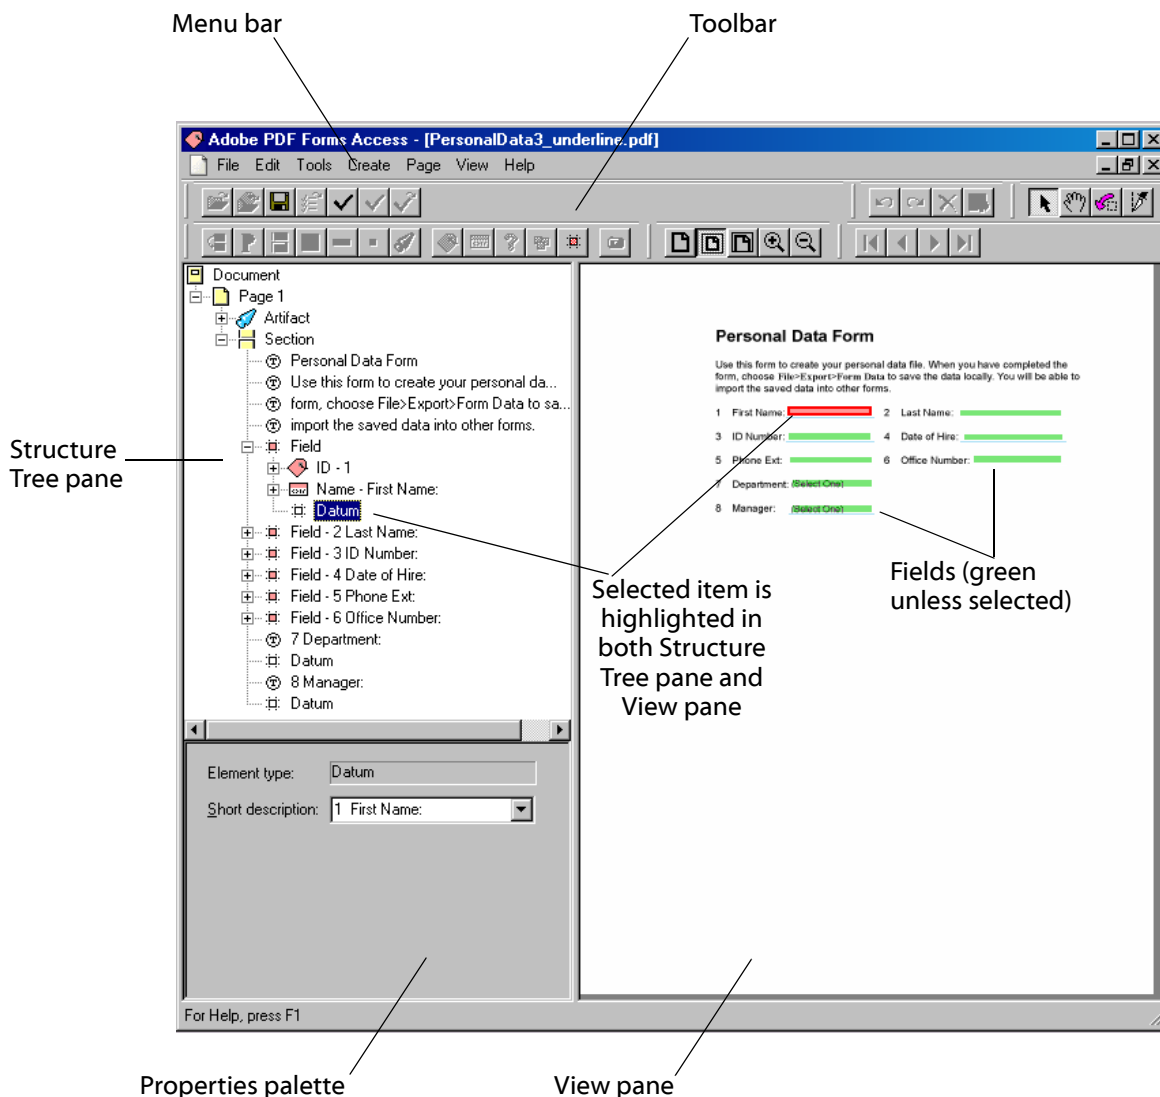 Menu bar
Toolbar
Adobe PDF Forms Access - [PersonalData3_underline.pdf]
File Edit Tools Create Page View Help
Document
Page 1
Artifact
Section
Personal Data Form
Use this form to create your personal da...
form, choose File>Export>Form Data to sa...
import the saved data into other forms.
Field
ID - 1
Name - First Name:
Datum
Field - 2 Last Name:
Field - 3 ID Number:
Field - 4 Date of Hire:
Field - 5 Phone Ext:
Field - 6 Office Number:
7 Department:
Datum
8 Manager:
Datum
Structure
Tree pane
Element type: Datum
Short description: 1 First Name:
Personal Data Form
Use this form to create your personal data file. When you have completed the
form, choose File>Export>Form Data to save the data locally. You will be able to
import the saved data into other forms.
1 First Name: 2 Last Name:
3 ID Number: 4 Date of Hire:
5 Phone Ext: 6 Office Number:
7 Department: (Select One)
8 Manager: (Select One)
Selected item is
highlighted in
both Structure
Tree pane and
View pane
Fields (green
unless selected)
For Help, press F1
Properties palette
View pane